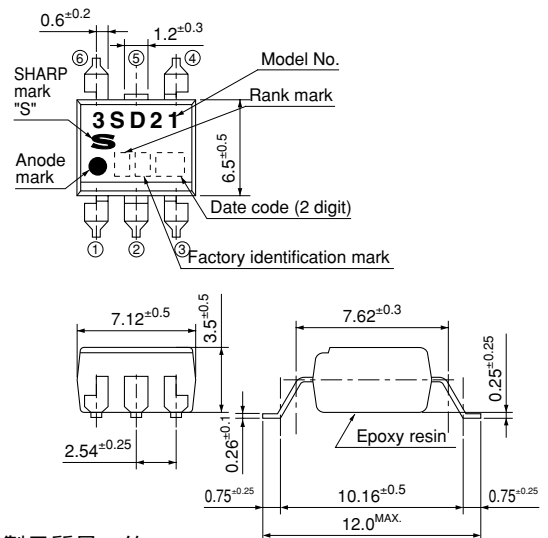 0.6±0.2
1.2±0.3
⑥
⑤
④
Model No.
SHARP
mark
"S"
Rank mark
3SD21
S
Anode
mark
6.5±0.5
Date code (2 digit)
①
②
③
Factory identification mark
7.12±0.5
3.5±0.5
7.62±0.3
0.25±0.25
2.54±0.25
0.26±0.1
Epoxy resin
0.75±0.25
10.16±0.5
0.75±0.25
12.0MAX.